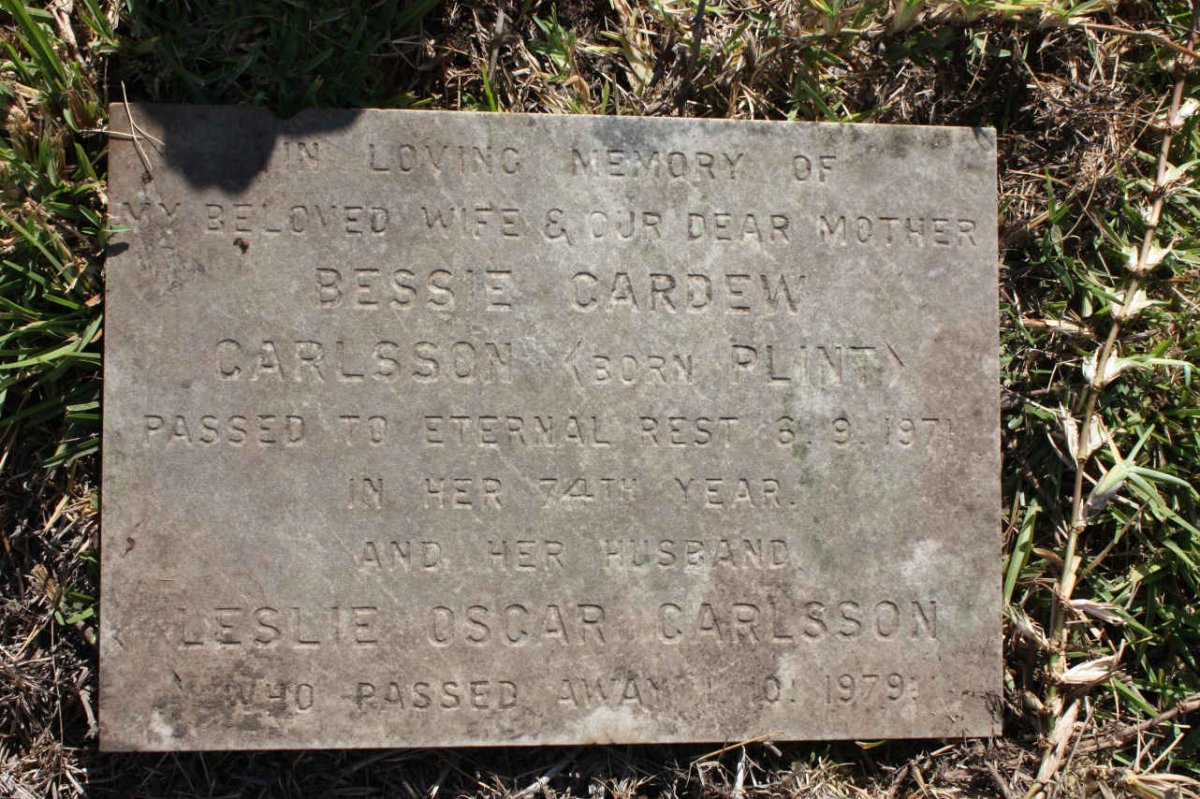 IN LOVING MEMORY OF
MY BELOVED WIFE & OUR DEAR MOTHER
BESSIE CARDEW
CARLSSON (BORN PLINT)
PASSED TO ETERNAL REST 6. 9. 1971
IN HER 74TH YEAR.
AND HER HUSBAND
LESLIE OSCAR CARLSSON
WHO PASSED AWAY 1. 10. 1979.